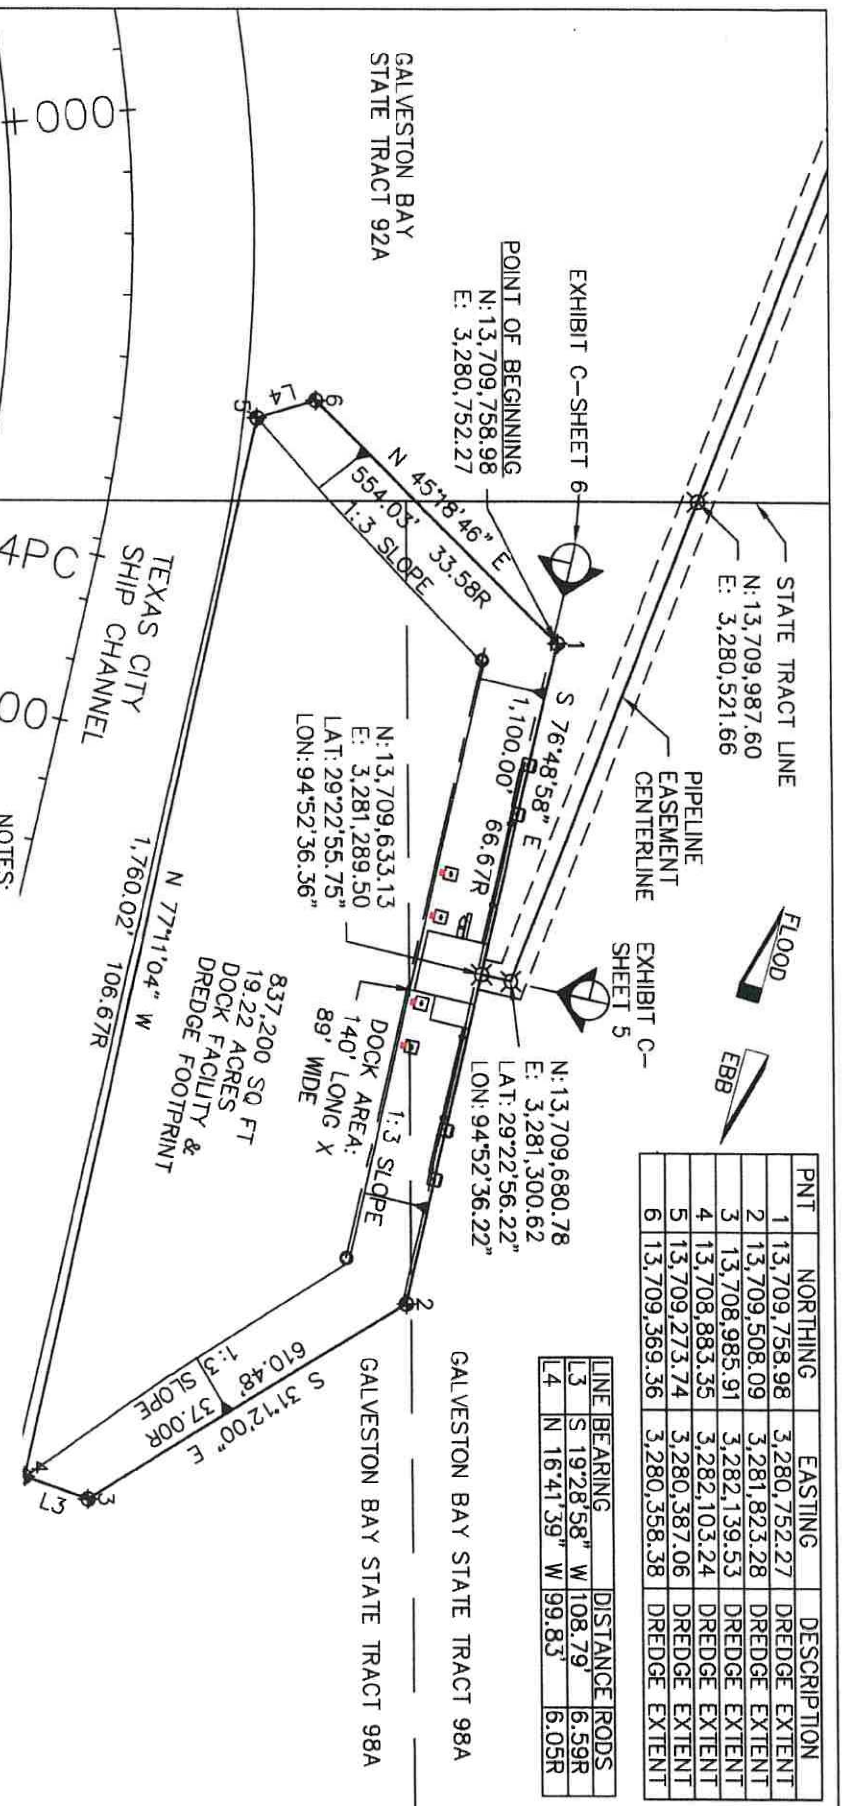 GALVESTON BAY
STATE TRACT 92A
EXHIBIT C-SHEET 6
POINT OF BEGINNING
N:13,709,758.98
E: 3,280,752.27
STATE TRACT LINE
N:13,709,987.60
E: 3,280,521.66
PIPELINE
EASEMENT
CENTERLINE
EXHIBIT C-
SHEET 5
FLOOD
EBB
PNT NORTHING EASTING DESCRIPTION
1 13,709,758.98 3,280,752.27 DREDGE EXTENT
2 13,709,508.09 3,281,823.28 DREDGE EXTENT
3 13,708,985.91 3,282,139.53 DREDGE EXTENT
4 13,708,883.35 3,282,103.24 DREDGE EXTENT
5 13,709,273.74 3,280,387.06 DREDGE EXTENT
6 13,709,369.36 3,280,358.38 DREDGE EXTENT
LINE BEARING DISTANCE RODS
L3 S 19°28'58" W 108.79' 6.59R
L4 N 16°41'39" W 99.83' 6.05R
N:13,709,680.78
E: 3,281,300.62
LAT: 29°22'56.22"
LON: 94°52'36.22"
1
S 76°48'58" E
1,100.00' 66.67R
N 45°18'46" E
554.03' 33.58R
1:3 SLOPE
6
L4
5
N:13,709,633.13
E: 3,281,289.50
LAT: 29°22'55.75"
LON: 94°52'36.36"
DOCK AREA:
140' LONG X
89' WIDE
1:3 SLOPE
2
GALVESTON BAY STATE TRACT 98A
GALVESTON BAY STATE TRACT 98A
S 31°12'00" E
610.48' 37.00R
1:3
SLOPE
3
L3
4
837,200 SQ FT
19.22 ACRES
DOCK FACILITY &
DREDGE FOOTPRINT
N 77°11'04" W
1,760.02' 106.67R
TEXAS CITY
SHIP CHANNEL
+000
4PC
00
NOTES: